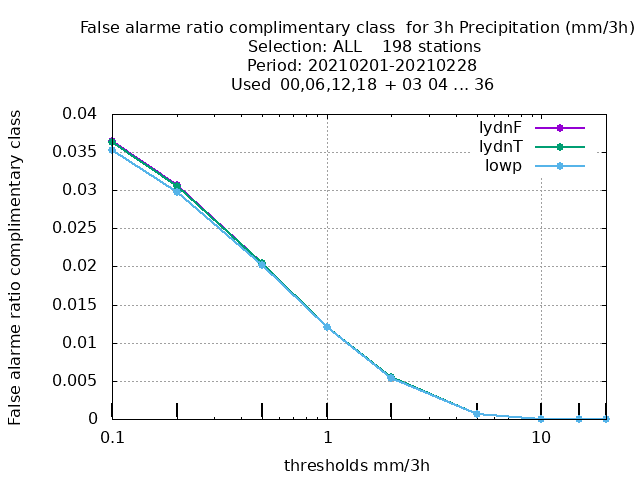 False alarme ratio complimentary class  for 3h Precipitation (mm/3h)
Selection: ALL    198 stations
Period: 20210201-20210228
Used 00,06,12,18 + 03 04 ... 36
lydnF
lydnT
lowp
False alarme ratio complimentary class
0.04
0.035
0.03
0.025
0.02
0.015
0.01
0.005
0
0.1
1
10
thresholds mm/3h